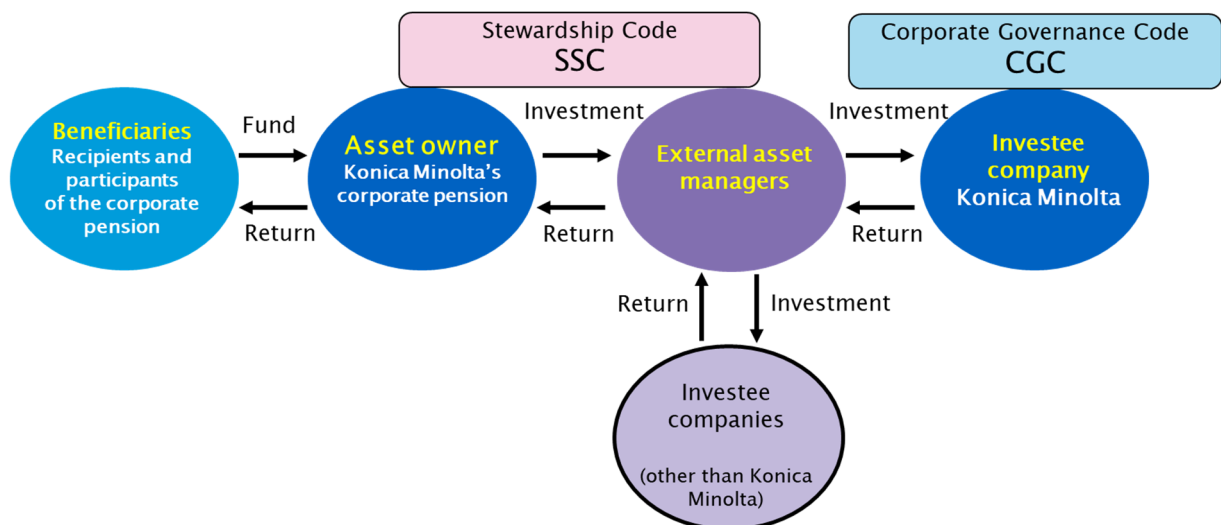 Stewardship Code
SSC
Corporate Governance Code
CGC
Beneficiaries
Recipients and
participants
of the corporate
pension
Fund
Return
Asset owner
Konica Minolta's
corporate pension
Investment
Return
External asset
managers
Investment
Return
Investee
company
Konica Minolta
Return
Investment
Investee
companies
(other than Konica
Minolta)